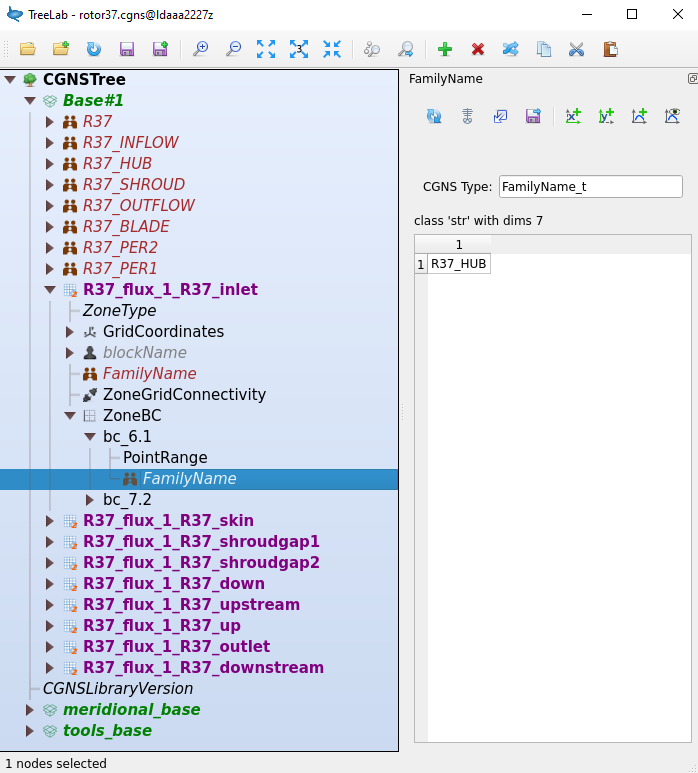 TreeLab - rotor37.cgns@ldaaa2227z
3
CGNSTree
Base#1
R37
R37_INFLOW
R37_HUB
R37_SHROUD
R37_OUTFLOW
R37_BLADE
R37_PER2
R37_PER1
R37_flux_1_R37_inlet
ZoneType
GridCoordinates
blockName
FamilyName
ZoneGridConnectivity
ZoneBC
bc_6.1
PointRange
FamilyName
bc_7.2
R37_flux_1_R37_skin
R37_flux_1_R37_shroudgap1
R37_flux_1_R37_shroudgap2
R37_flux_1_R37_down
R37_flux_1_R37_upstream
R37_flux_1_R37_up
R37_flux_1_R37_outlet
R37_flux_1_R37_downstream
CGNSLibraryVersion
meridional_base
tools_base
1 nodes selected
FamilyName
x y
CGNS Type: FamilyName_t
class 'str' with dims 7
1
1 R37_HUB